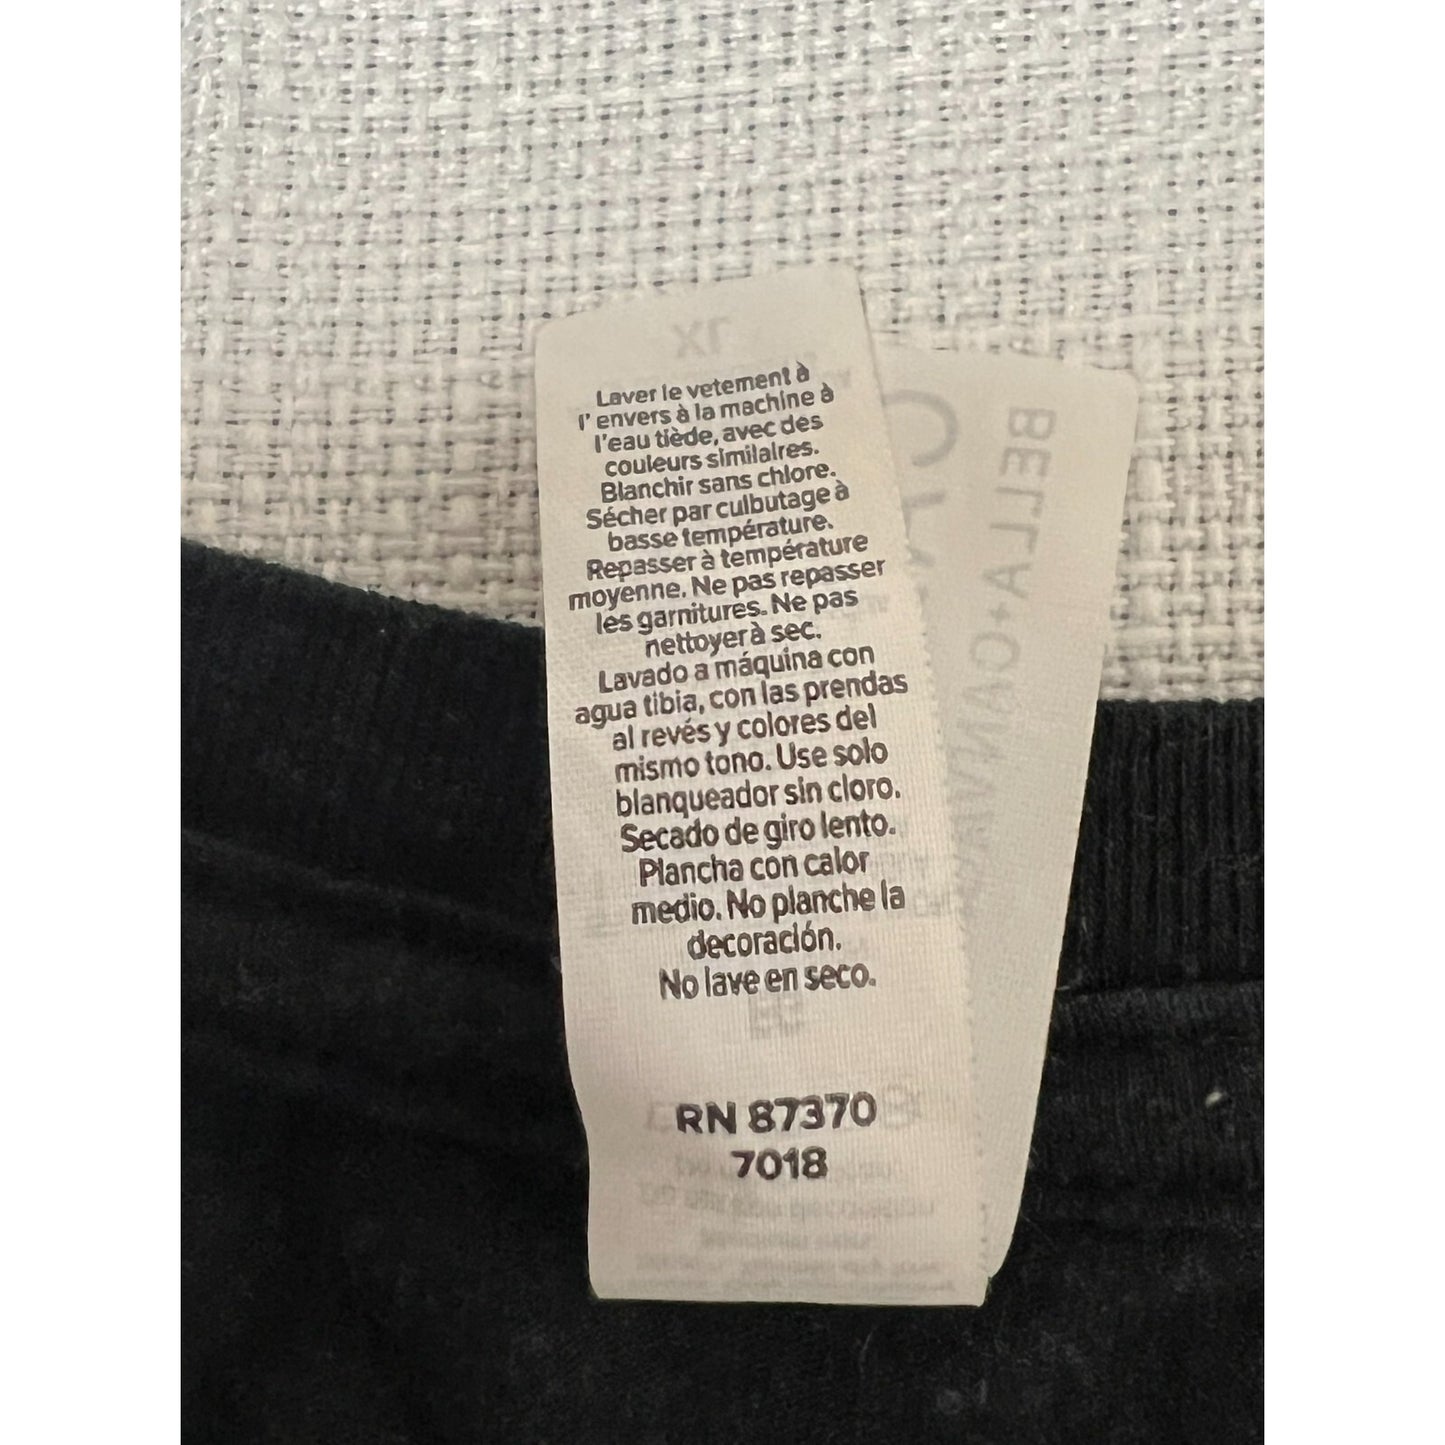 Laver le vetement à
l' envers à la machine à
l'eau tiède, avec des
couleurs similaires.
Blanchir sans chlore.
Sécher par culbutage à
basse température.
Repasser à température
moyenne. Ne pas repasser
les garnitures. Ne pas
nettoyer à sec.
Lavado a máquina con
agua tibia, con las prendas
al revés y colores del
mismo tono. Use solo
blanqueador sin cloro.
Secado de giro lento.
Plancha con calor
medio. No planche la
decoración.
No lave en seco.
RN 87370
7018
BELLA+CANVAS